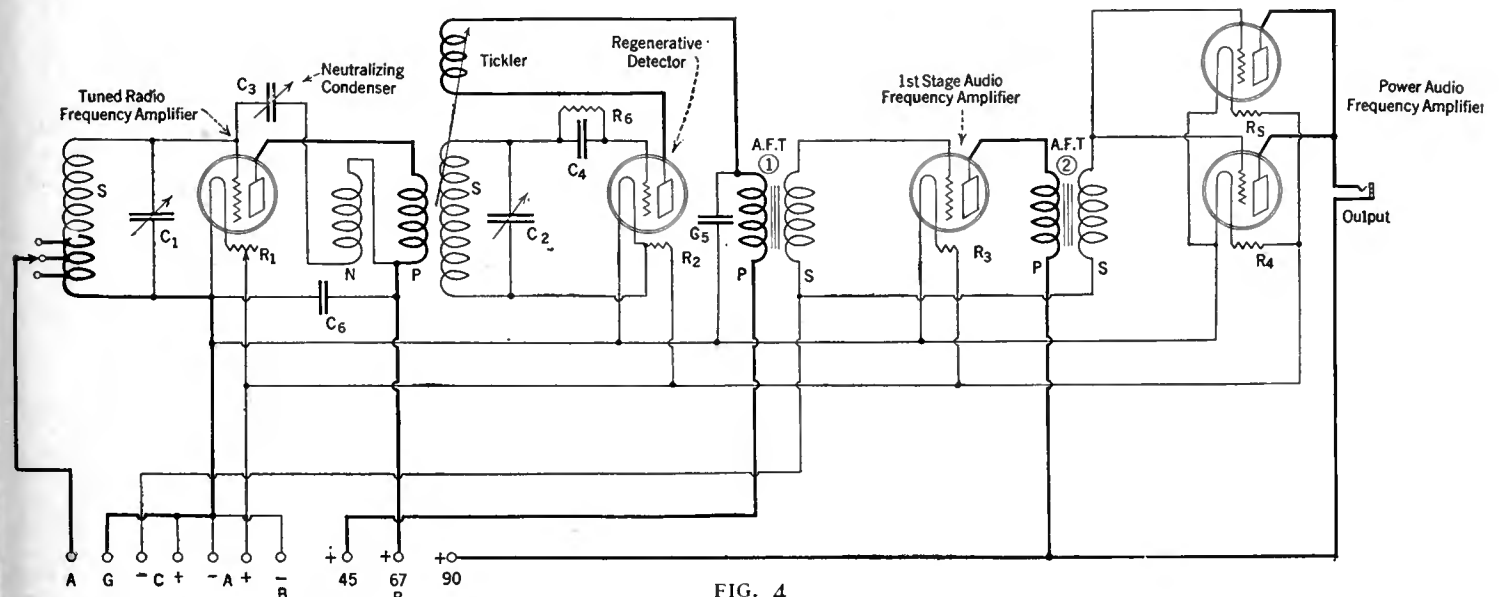 Tuned Radio
Frequency Amplifier
C3
Neutralizing
Condenser
Tickler
Regenerative
Detector
1st Stage Audio
Frequency Amplifier
Power Audio
Frequency Amplifier
S
C1
R1
N
P
C6
S
C2
R6
C4
R2
G5
A.F.T
1
P
S
R3
A.F.T
2
P
S
R5
R4
Output
A G - C + - A + - B + 45 + 67 B + 90
FIG. 4